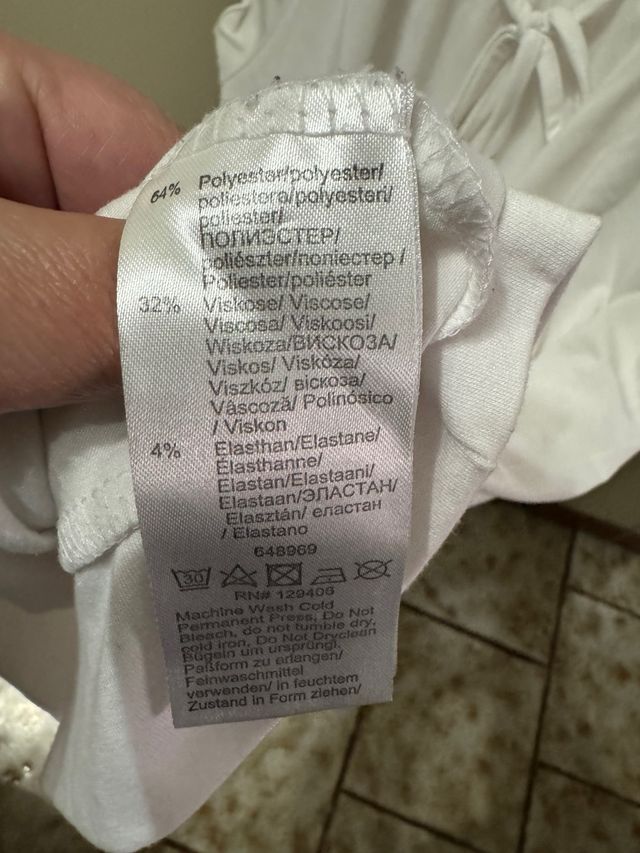 64% Polyester/polyester/
poliestere/polyesteri/
poliester/
ПОЛИЭСТЕР/
poliészter/поліестер /
Poliester/poliéster
32% Viskose/ Viscose/
Viscosa/ Viskoosi/
Wiskoza/ВИСКОЗА/
Viskos/ Viskóza/
Viszkóz/ віскоза/
Vâscoză/ Polinósico
/ Viskon
4% Elasthan/Elastane/
Élasthanne/
Elastan/Elastaani/
Elastaan/ЭЛАСТАН/
Elasztán/ еластан
/ Elastano
648969
30
RN# 129406
Machine Wash Cold
Permanent Press, Do Not
Bleach, do not tumble dry,
cold iron, Do Not Dryclean
Bügeln um ursprüngl.
Paßform zu erlangen/
Feinwaschmittel
verwenden/ in feuchtem
Zustand in Form ziehen/